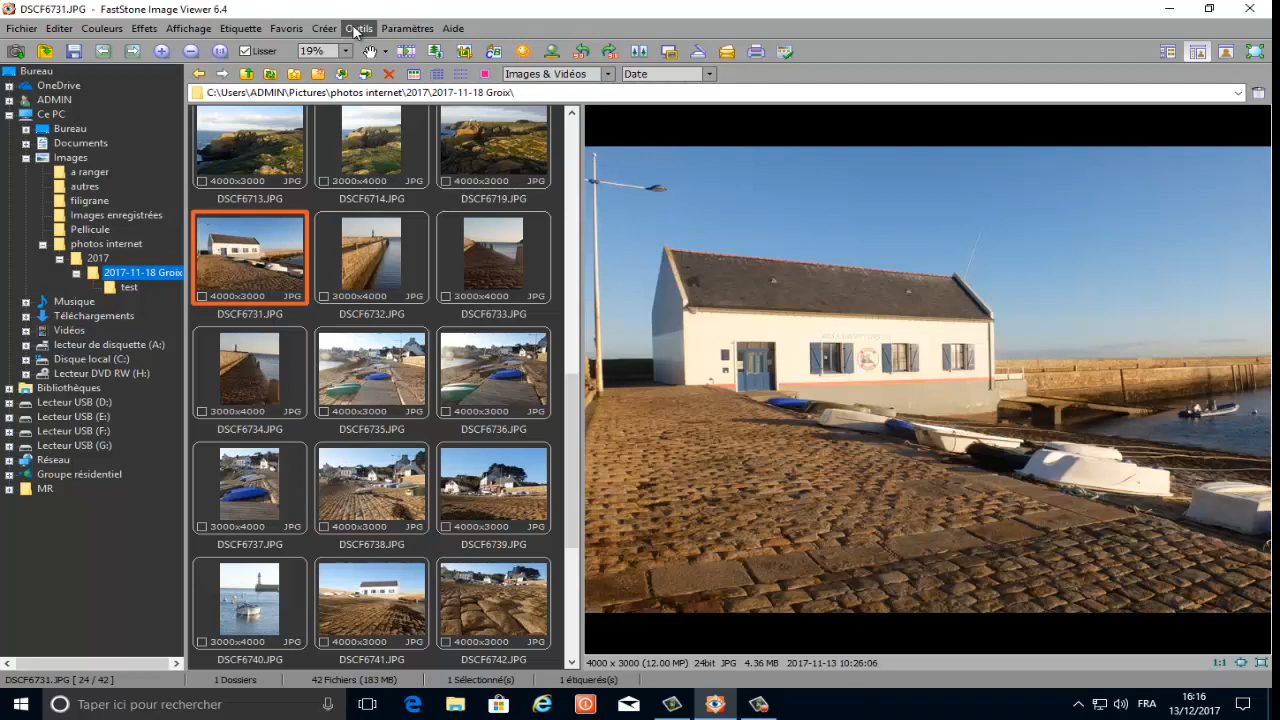 DSCF6731.JPG - FastStone Image Viewer 6.4
Fichier Editer Couleurs Effets Affichage Etiquette Favoris Créer Outils Paramètres Aide
Lisser 19%
Images & Vidéos Date
C:\Users\ADMIN\Pictures\photos internet\2017\2017-11-18 Groix\
Bureau
OneDrive
ADMIN
Ce PC
Bureau
Documents
Images
a ranger
autres
filigrane
Images enregistrées
Pellicule
photos internet
2017
2017-11-18 Groix
test
Musique
Téléchargements
Vidéos
lecteur de disquette (A:)
Disque local (C:)
Lecteur DVD RW (H:)
Bibliothèques
Lecteur USB (D:)
Lecteur USB (E:)
Lecteur USB (F:)
Lecteur USB (G:)
Réseau
Groupe résidentiel
MR
4000x3000 JPG 3000x4000 JPG 4000x3000 JPG
DSCF6713.JPG DSCF6714.JPG DSCF6719.JPG
4000x3000 JPG 3000x4000 JPG 3000x4000 JPG
DSCF6731.JPG DSCF6732.JPG DSCF6733.JPG
3000x4000 JPG 4000x3000 JPG 4000x3000 JPG
DSCF6734.JPG DSCF6735.JPG DSCF6736.JPG
3000x4000 JPG 4000x3000 JPG 4000x3000 JPG
DSCF6737.JPG DSCF6738.JPG DSCF6739.JPG
3000x4000 JPG 4000x3000 JPG 4000x3000 JPG
DSCF6740.JPG DSCF6741.JPG DSCF6742.JPG
4000 x 3000 (12.00 MP) 24bit JPG 4.36 MB 2017-11-13 10:26:06
1:1
DSCF6731.JPG [ 24 / 42 ] 1 Dossiers 42 Fichiers (183 MB) 1 Sélectionné(s) 1 étiquerés(s)
Taper ici pour rechercher
FRA
16:16
13/12/2017